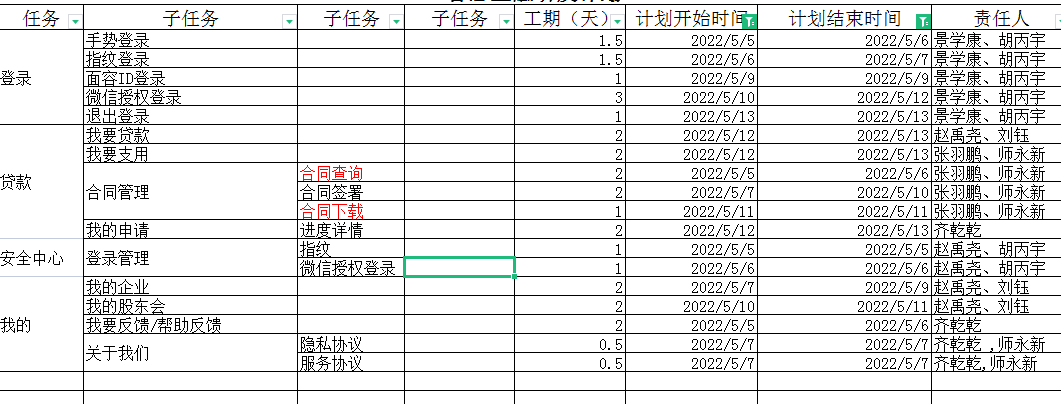 任务 子任务 子任务 子任务 工期（天） 计划开始时间 计划结束时间 责任人
手势登录 1.5 2022/5/5 2022/5/6 景学康、胡丙宇
指纹登录 1.5 2022/5/6 2022/5/7 景学康、胡丙宇
登录 面容ID登录 1 2022/5/9 2022/5/9 景学康、胡丙宇
微信授权登录 3 2022/5/10 2022/5/12 景学康、胡丙宇
退出登录 1 2022/5/13 2022/5/13 景学康、胡丙宇
我要贷款 2 2022/5/12 2022/5/13 赵禹尧、刘钰
我要支用 2 2022/5/12 2022/5/13 张羽鹏、师永新
合同查询 2 2022/5/5 2022/5/6 张羽鹏、师永新
贷款 合同管理 合同签署 2 2022/5/7 2022/5/10 张羽鹏、师永新
合同下载 1 2022/5/11 2022/5/11 张羽鹏、师永新
我的申请 进度详情 2 2022/5/12 2022/5/13 齐乾乾
指纹 1 2022/5/5 2022/5/5 赵禹尧、胡丙宇
安全中心 登录管理 微信授权登录 1 2022/5/6 2022/5/6 赵禹尧、胡丙宇
我的企业 2 2022/5/7 2022/5/9 赵禹尧、刘钰
我的股东会 2 2022/5/10 2022/5/11 赵禹尧、刘钰
我的 我要反馈/帮助反馈 2 2022/5/5 2022/5/6 齐乾乾
关于我们 隐私协议 0.5 2022/5/7 2022/5/7 齐乾乾 ,师永新
服务协议 0.5 2022/5/7 2022/5/7 齐乾乾,师永新